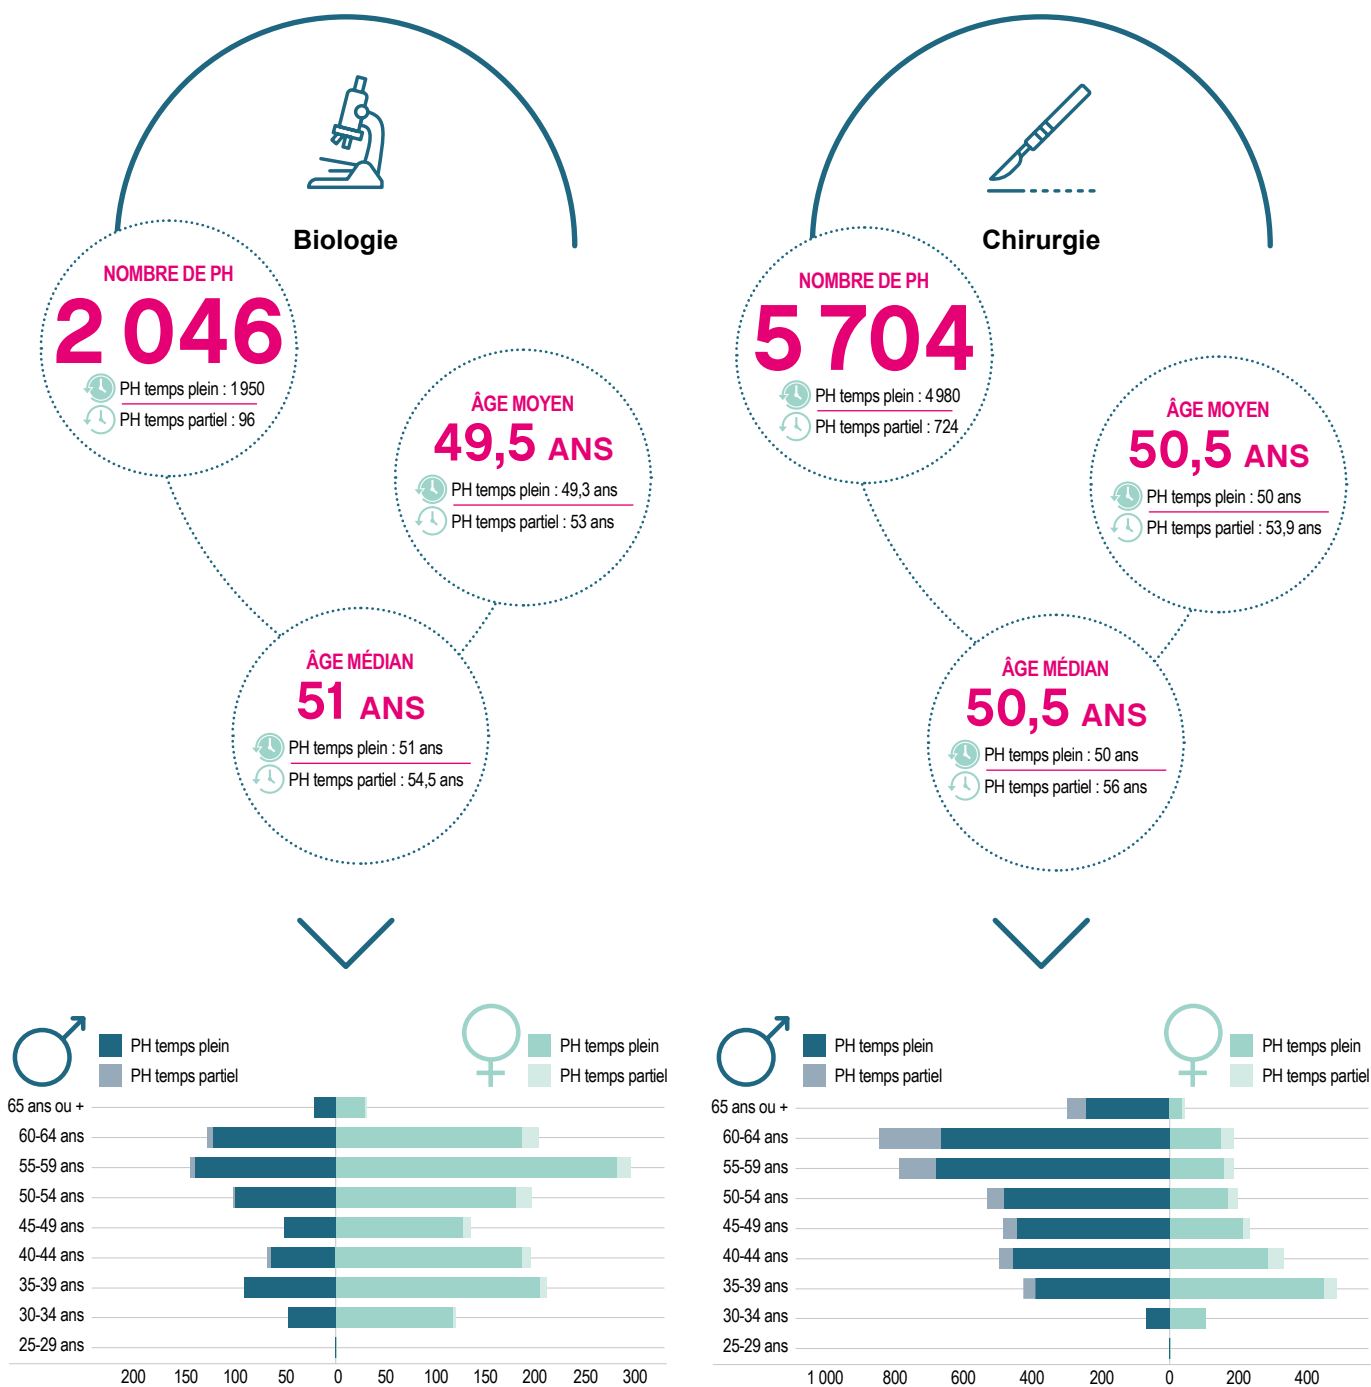 Biologie
NOMBRE DE PH
2 046
PH temps plein : 1 950
PH temps partiel : 96
ÂGE MOYEN
49,5 ANS
PH temps plein : 49,3 ans
PH temps partiel : 53 ans
ÂGE MÉDIAN
51 ANS
PH temps plein : 51 ans
PH temps partiel : 54,5 ans
PH temps plein
PH temps partiel
PH temps plein
PH temps partiel
65 ans ou +
60-64 ans
55-59 ans
50-54 ans
45-49 ans
40-44 ans
35-39 ans
30-34 ans
25-29 ans
200 150 100 50 0 50 100 150 200 250 300
Chirurgie
NOMBRE DE PH
5 704
PH temps plein : 4 980
PH temps partiel : 724
ÂGE MOYEN
50,5 ANS
PH temps plein : 50 ans
PH temps partiel : 53,9 ans
ÂGE MÉDIAN
50,5 ANS
PH temps plein : 50 ans
PH temps partiel : 56 ans
PH temps plein
PH temps partiel
PH temps plein
PH temps partiel
65 ans ou +
60-64 ans
55-59 ans
50-54 ans
45-49 ans
40-44 ans
35-39 ans
30-34 ans
25-29 ans
1 000 800 600 400 200 0 200 400